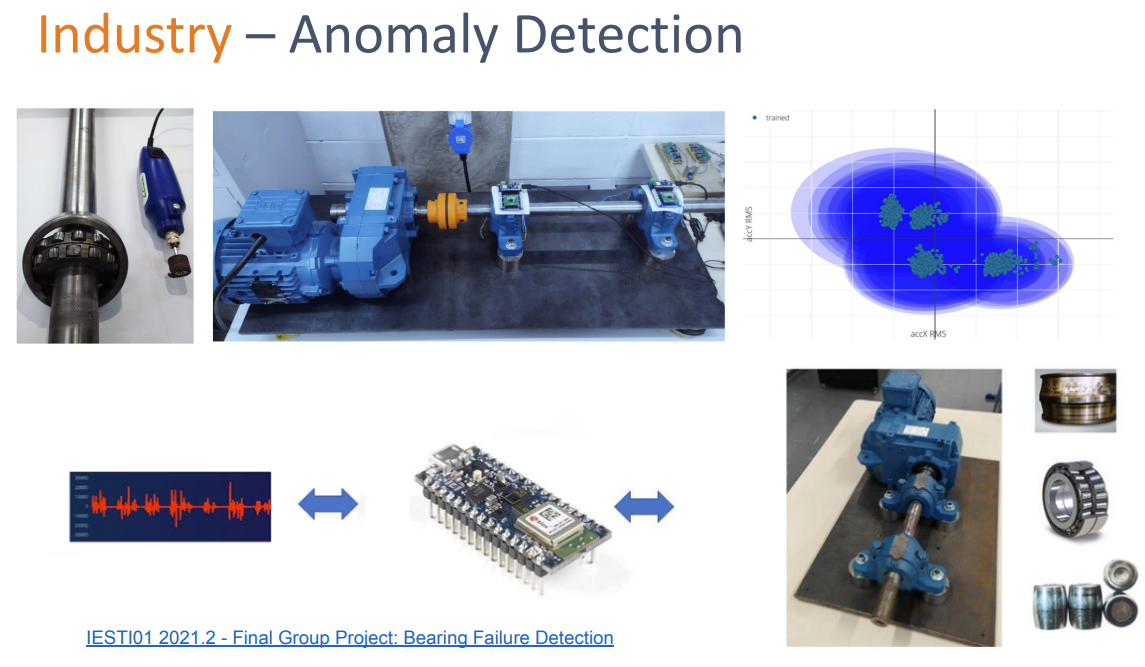 Industry – Anomaly Detection
trained
accY RMS
accX RMS
IESTI01 2021.2 - Final Group Project: Bearing Failure Detection